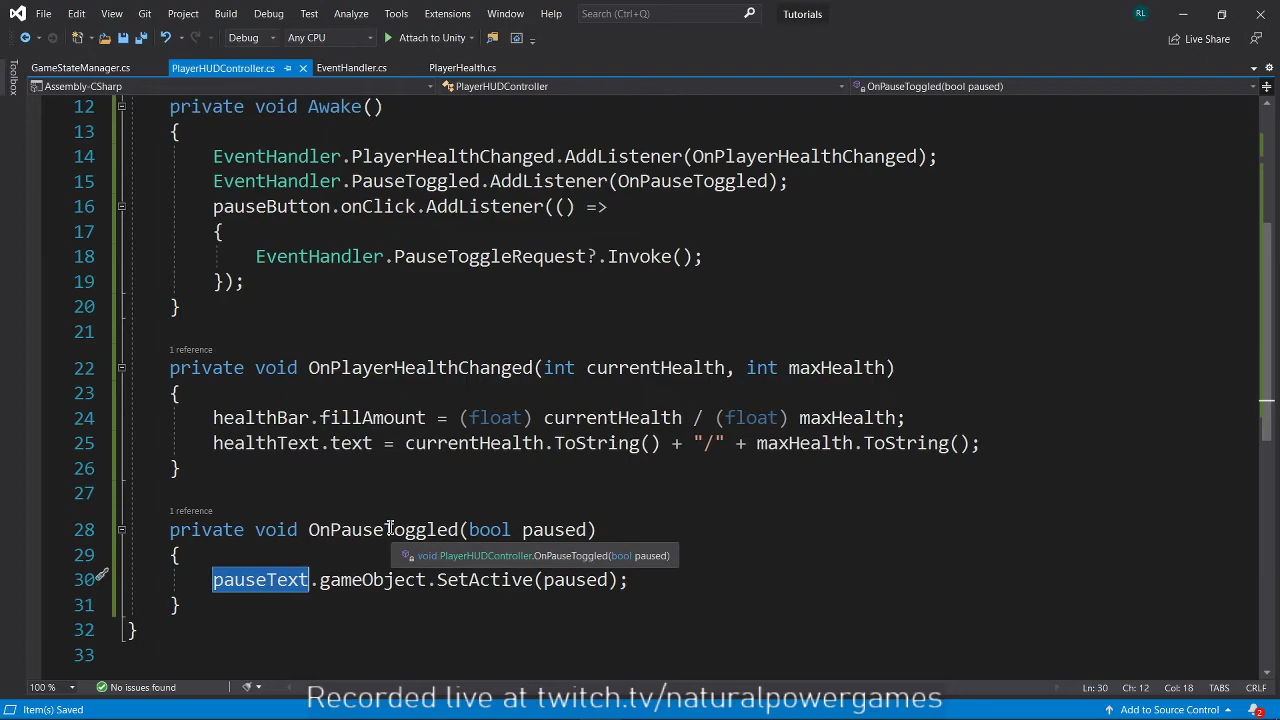 File Edit View Git Project Build Debug Test Analyze Tools Extensions Window Help Search (Ctrl+Q) Tutorials RL
Debug Any CPU Attach to Unity Live Share
GameStateManager.cs PlayerHUDController.cs EventHandler.cs PlayerHealth.cs
Toolbox
Assembly-CSharp PlayerHUDController OnPauseToggled(bool paused)
12 private void Awake()
13 {
14 EventHandler.PlayerHealthChanged.AddListener(OnPlayerHealthChanged);
15 EventHandler.PauseToggled.AddListener(OnPauseToggled);
16 pauseButton.onClick.AddListener(() =>
17 {
18 EventHandler.PauseToggleRequest?.Invoke();
19 });
20 }
21
1 reference
22 private void OnPlayerHealthChanged(int currentHealth, int maxHealth)
23 {
24 healthBar.fillAmount = (float) currentHealth / (float) maxHealth;
25 healthText.text = currentHealth.ToString() + "/" + maxHealth.ToString();
26 }
27
1 reference
28 private void OnPauseToggled(bool paused)
29 {
void PlayerHUDController.OnPauseToggled(bool paused)
30 pauseText.gameObject.SetActive(paused);
31 }
32 }
33
100 % No issues found Ln: 30 Ch: 12 Col: 18 TABS CRLF
Recorded live at twitch.tv/naturalpowergames
Item(s) Saved Add to Source Control 2